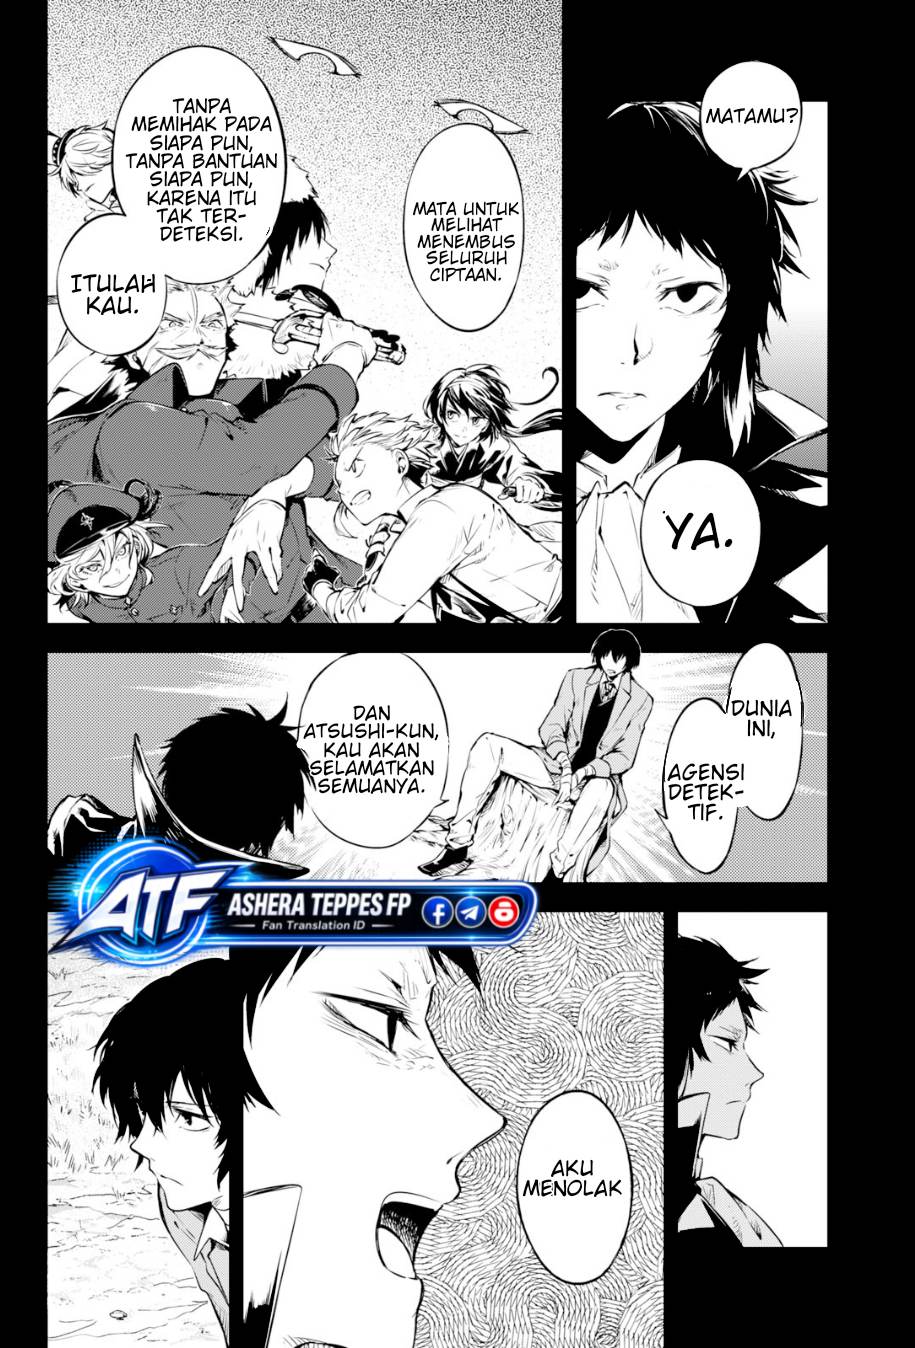 MATAMU?
YA.
MATA UNTUK
MELIHAT
MENEMBUS
SELURUH
CIPTAAN.
TANPA
MEMIHAK PADA
SIAPA PUN,
TANPA BANTUAN
SIAPA PUN,
KARENA ITU
TAK TER-
DETEKSI.
ITULAH
KAU.
DUNIA
INI,
AGENSI
DETEK-
TIF.
DAN
ATSUSHI-KUN,
KAU AKAN
SELAMATKAN
SEMUANYA.
ATF
ASHERA TEPPES FP
Fan Translation ID
AKU
MENOLAK